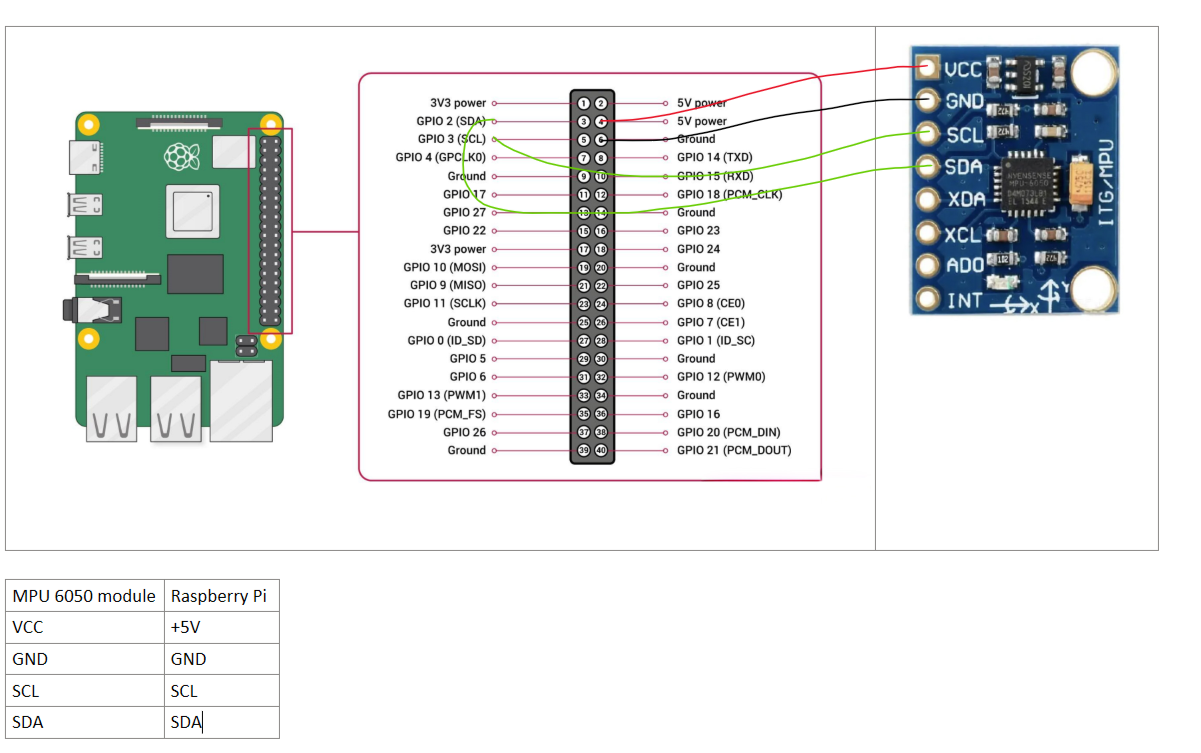 3V3 power 1 2 5V power
GPIO 2 (SDA) 3 4 5V power
GPIO 3 (SCL) 5 Ground
GPIO 4 (GPCLK0) 7 8 GPIO 14 (TXD)
Ground 9 10 GPIO 15 (RXD)
GPIO 17 11 12 GPIO 18 (PCM_CLK)
GPIO 27 13 14 Ground
GPIO 22 15 16 GPIO 23
3V3 power 17 18 GPIO 24
GPIO 10 (MOSI) 19 20 Ground
GPIO 9 (MISO) 21 22 GPIO 25
GPIO 11 (SCLK) 23 24 GPIO 8 (CE0)
Ground 25 26 GPIO 7 (CE1)
GPIO 0 (ID_SD) 27 28 GPIO 1 (ID_SC)
GPIO 5 29 30 Ground
GPIO 6 31 32 GPIO 12 (PWM0)
GPIO 13 (PWM1) 33 34 Ground
GPIO 19 (PCM_FS) 35 36 GPIO 16
GPIO 26 37 38 GPIO 20 (PCM_DIN)
Ground 39 40 GPIO 21 (PCM_DOUT)
VCC
GND
SCL
SDA
XDA
XCL
ADO
INT
ITG/MPU
MPU-6050
X
Y
MPU 6050 module Raspberry Pi
VCC +5V
GND GND
SCL SCL
SDA SDA